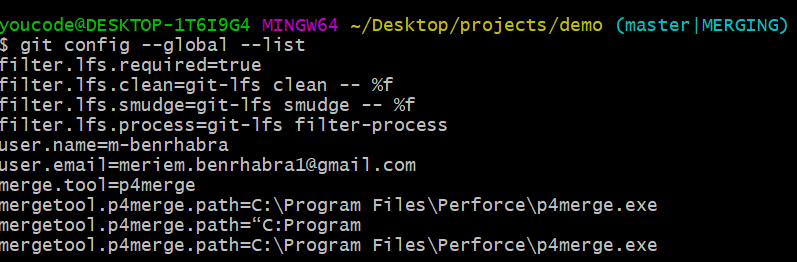 youcode@DESKTOP-1T6I9G4 MINGW64 ~/Desktop/projects/demo (master|MERGING)
$ git config --global --list
filter.lfs.required=true
filter.lfs.clean=git-lfs clean -- %f
filter.lfs.smudge=git-lfs smudge -- %f
filter.lfs.process=git-lfs filter-process
user.name=m-benrhabra
user.email=meriem.benrhabra1@gmail.com
merge.tool=p4merge
mergetool.p4merge.path=C:\Program Files\Perforce\p4merge.exe
mergetool.p4merge.path=“C:Program
mergetool.p4merge.path=C:\Program Files\Perforce\p4merge.exe